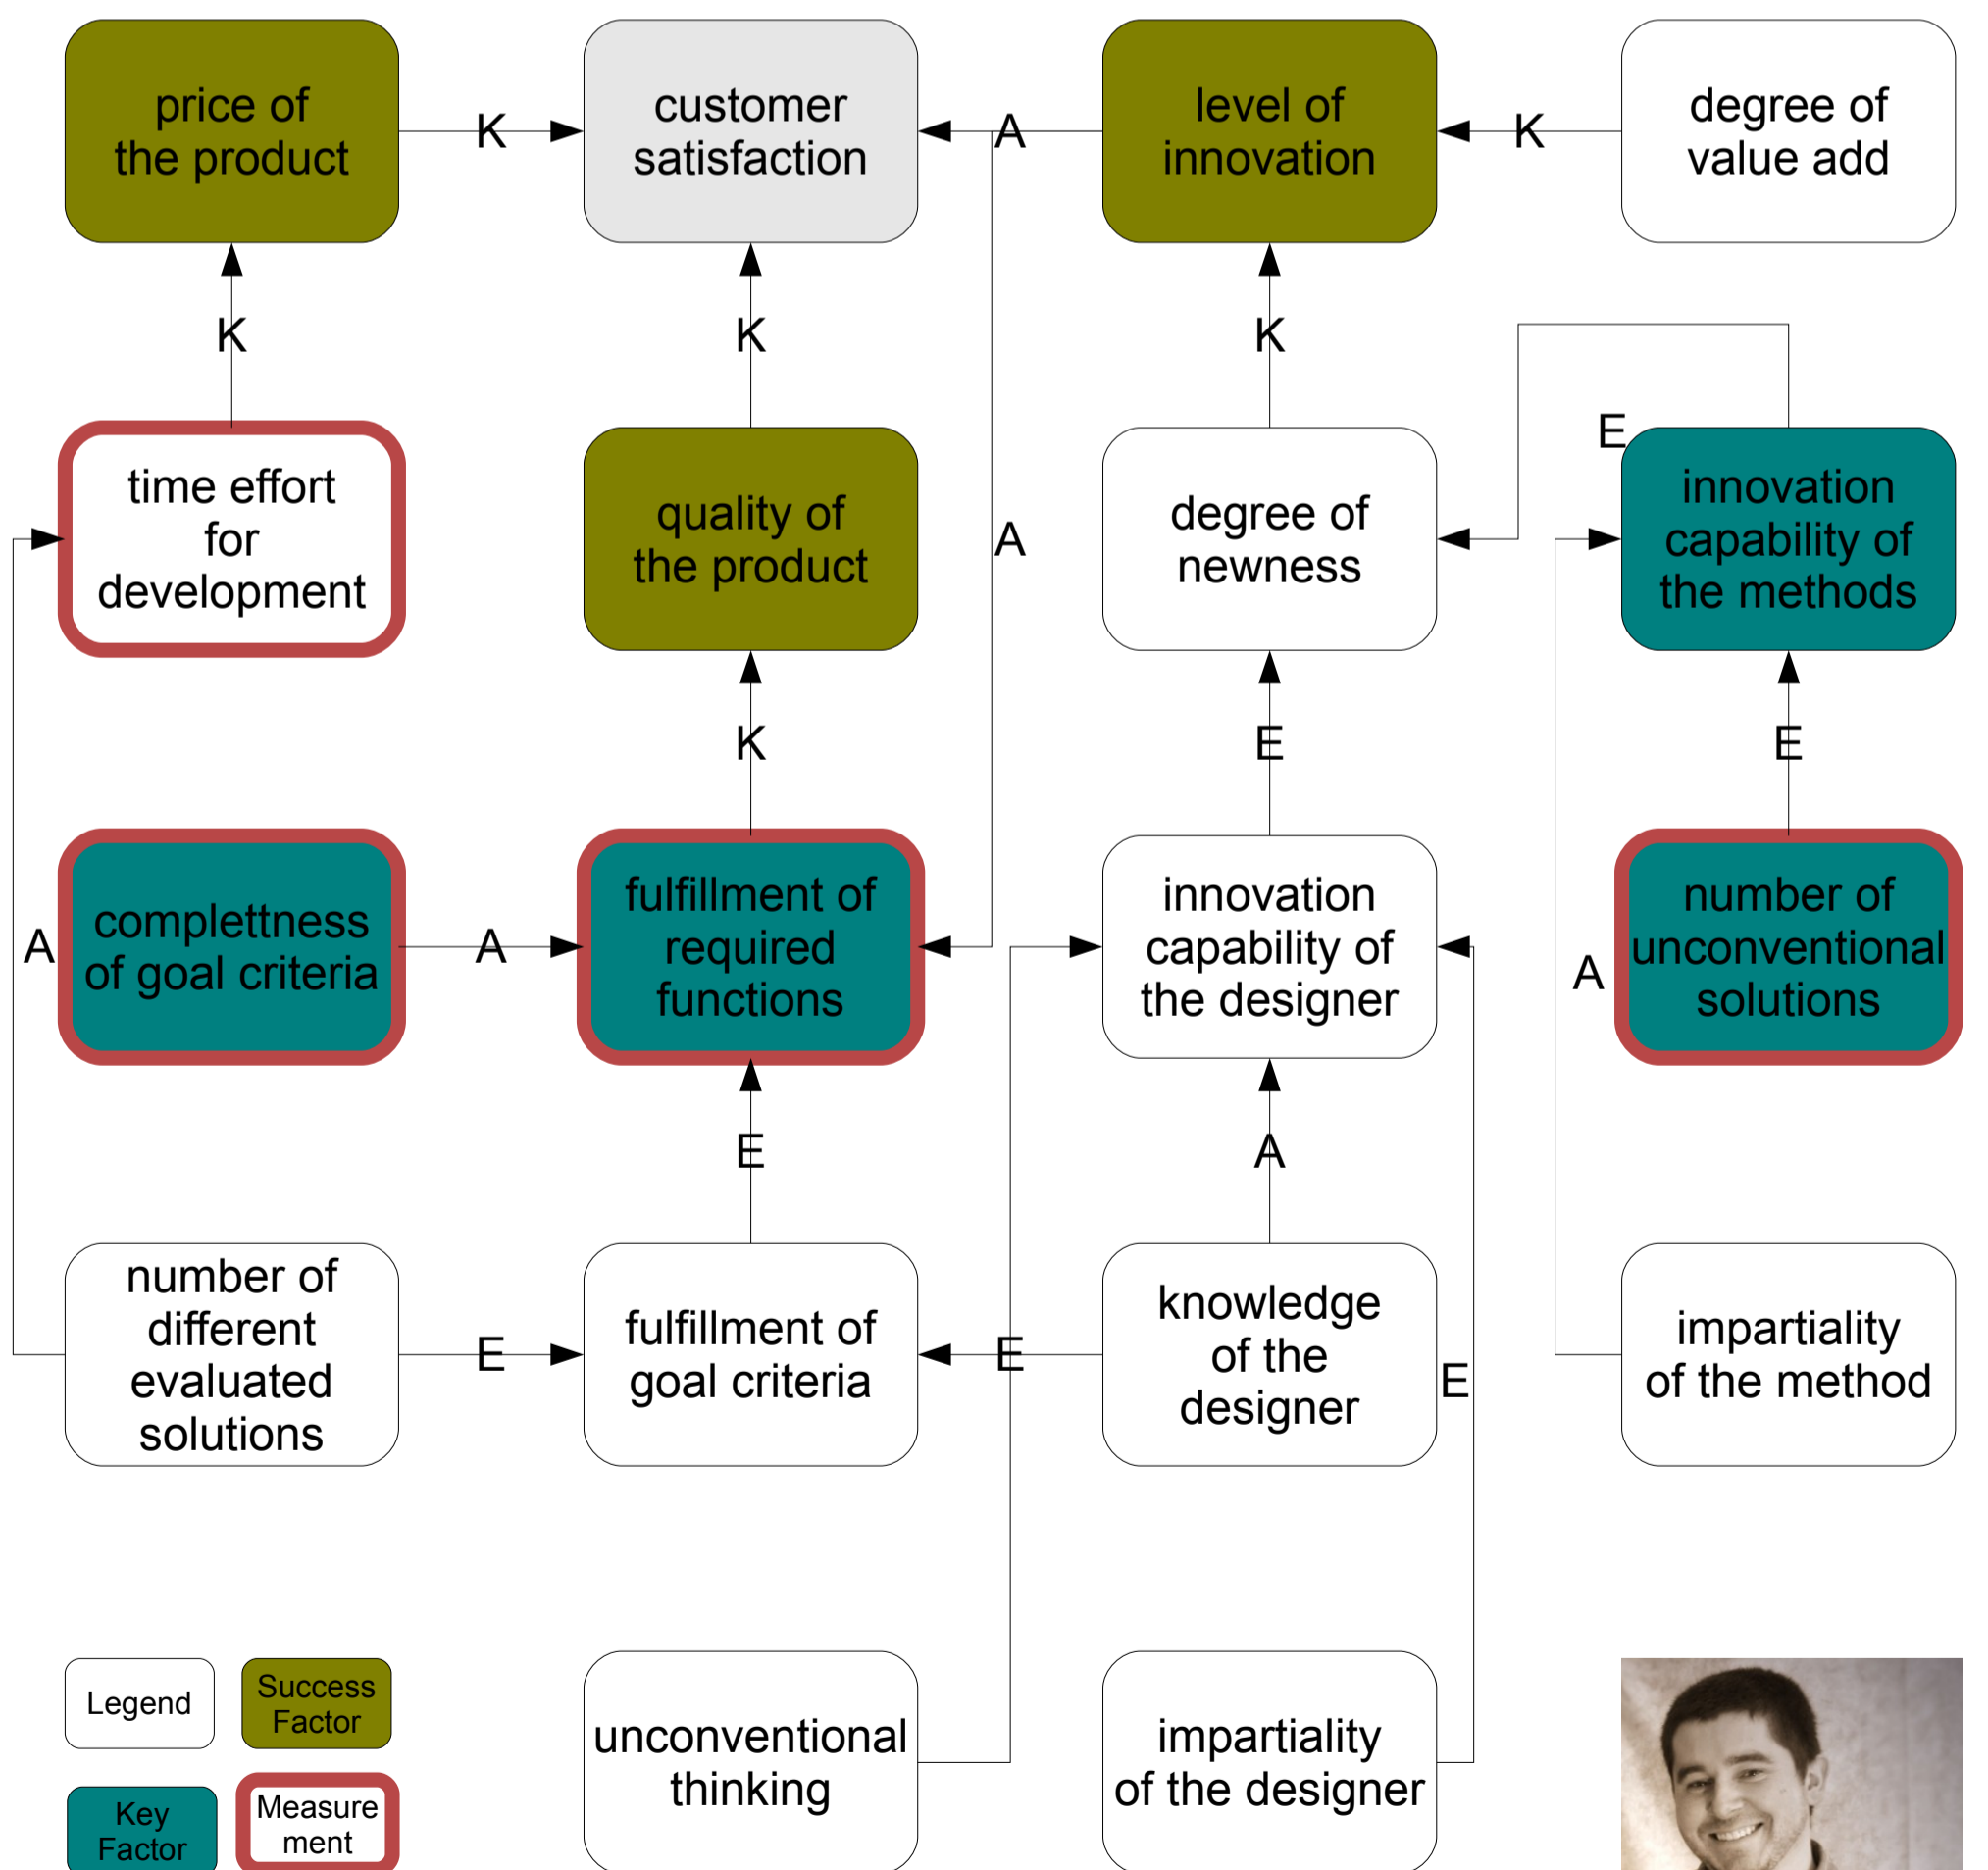 price of
the product
K
customer
satisfaction
A
level of
innovation
K
degree of
value add
K
K
K
time effort
for
development
quality of
the product
A
degree of
newness
E
innovation
capability of
the methods
K
E
E
A
complettness
of goal criteria
A
fulfillment of
required
functions
innovation
capability of
the designer
A
number of
unconventional
solutions
E
A
number of
different
evaluated
solutions
E
fulfillment of
goal criteria
E
knowledge
of the
designer
E
impartiality
of the method
Legend
Success
Factor
Key
Factor
Measure
ment
unconventional
thinking
impartiality
of the designer